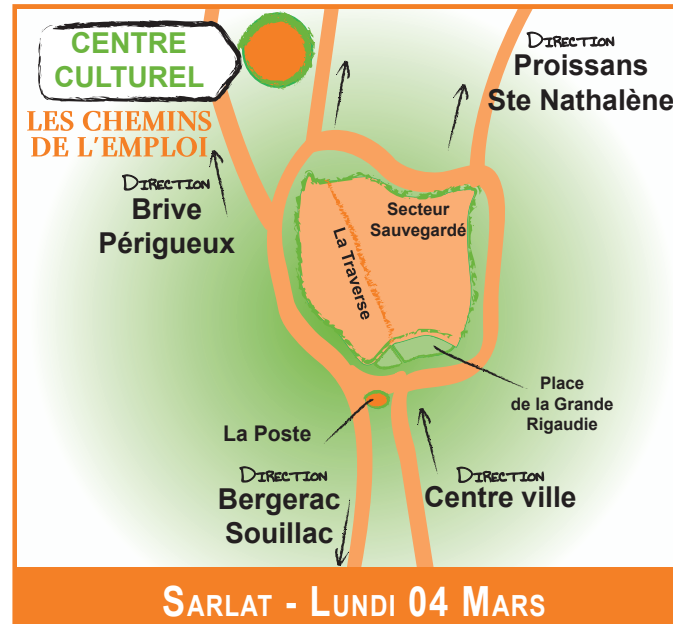 CENTRE
CULTUREL
LES CHEMINS
DE L'EMPLOI
DIRECTION
Proissans
Ste Nathalène
DIRECTION
Brive
Périgueux
Secteur
Sauvegardé
La Traverse
Place
de la Grande
Rigaudie
La Poste
DIRECTION
Bergerac
Souillac
DIRECTION
Centre ville
SARLAT - LUNDI 04 MARS